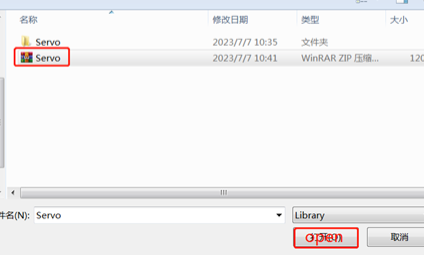 名称 修改日期 类型 大小
Servo 2023/7/7 10:35 文件夹
Servo 2023/7/7 10:41 WinRAR ZIP 压缩... 120
件名(N): Servo Library
open 取消